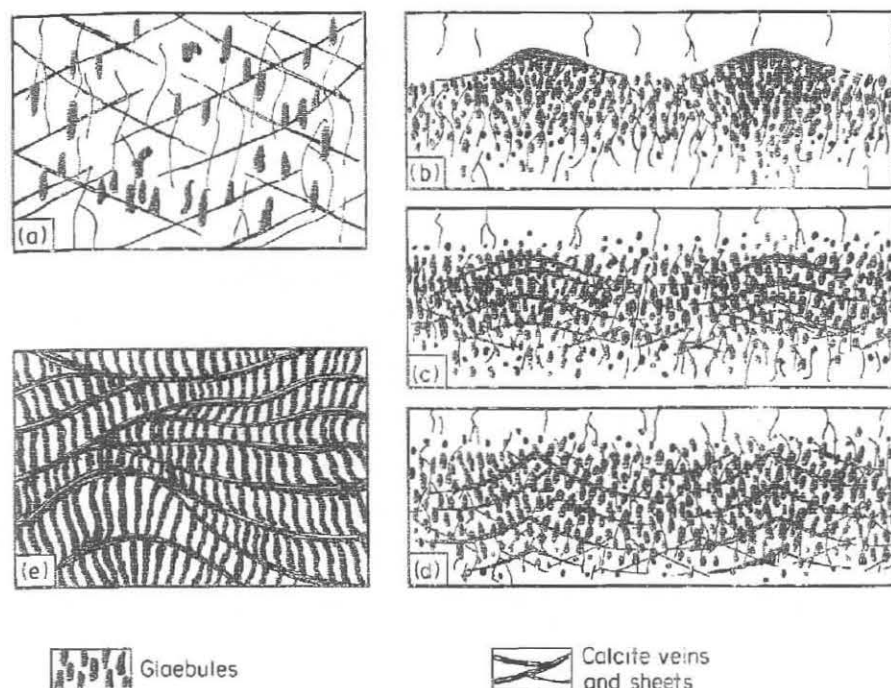 (a)
(b)
(c)
(e)
(d)
Glaebules
Calcite veins
and sheets